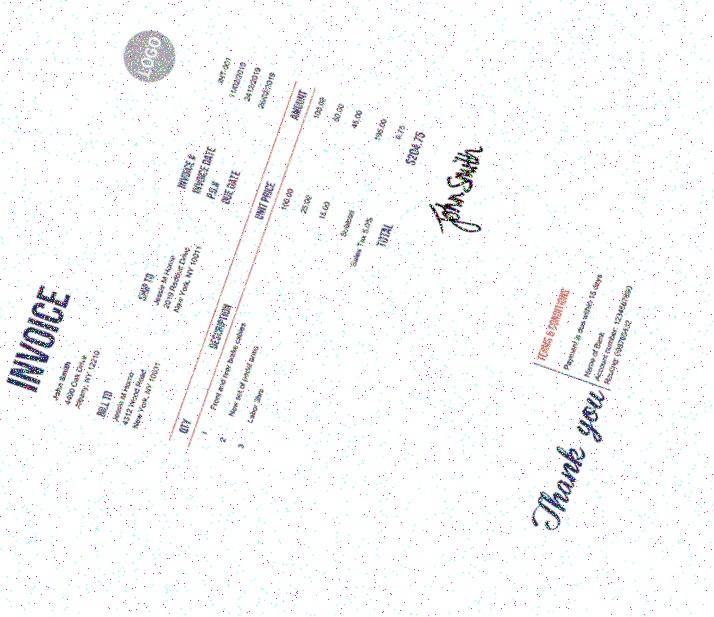 LOGO
INVOICE
John Smith
4490 Oak Drive
Albany, NY 12210
BILL TO
Jessie M Horne
4312 Wood Road
New York, NY 10031
SHIP TO
Jessie M Horne
2019 Redbud Drive
New York, NY 10011
INVOICE # INT-001
INVOICE DATE 11/02/2019
P.O.# 2412/2019
DUE DATE 26/02/2019
QTY DESCRIPTION UNIT PRICE AMOUNT
1 Front and rear brake cables 100.00 100.00
2 New set of pedal arms 25.00 50.00
3 Labor 3hrs 15.00 45.00
Subtotal 195.00
Sales Tax 5.0% 9.75
TOTAL $204.75
John Smith
Thank you
TERMS & CONDITIONS
Payment is due within 15 days
Name of Bank
Account number: 1234567890
Routing: 098765432